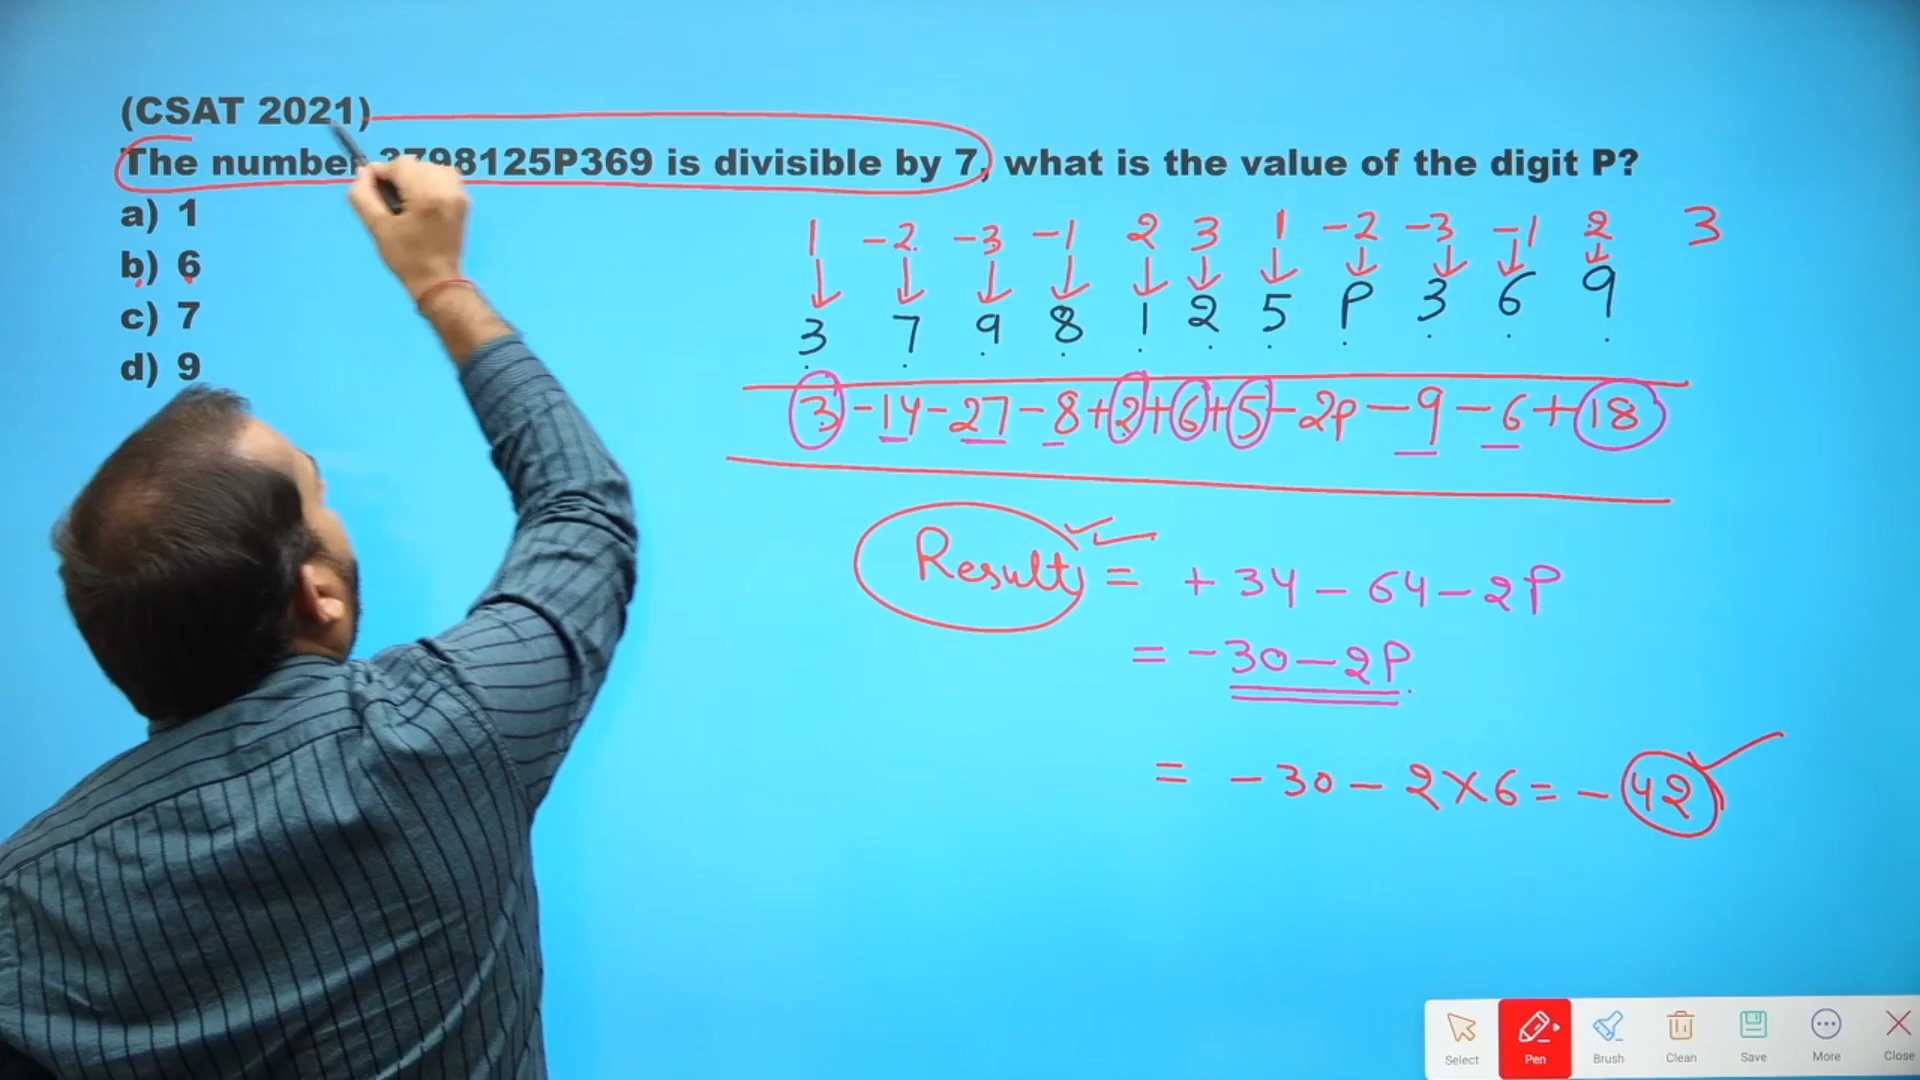 (CSAT 2021)
The number 3798125P369 is divisible by 7, what is the value of the digit P?
a) 1
b) 6
c) 7
d) 9
1 -2 -3 -1 2 3 1 -2 -3 -1 2 3
3 7 9 8 1 2 5 P 3 6 9
3 -14 -27 -8 +2 +6 +5 -2P -9 -6 +18
Result = +34 -64 -2P
= -30 -2P
= -30 -2×6 = -42
Select Pen Brush Clean Save More Close